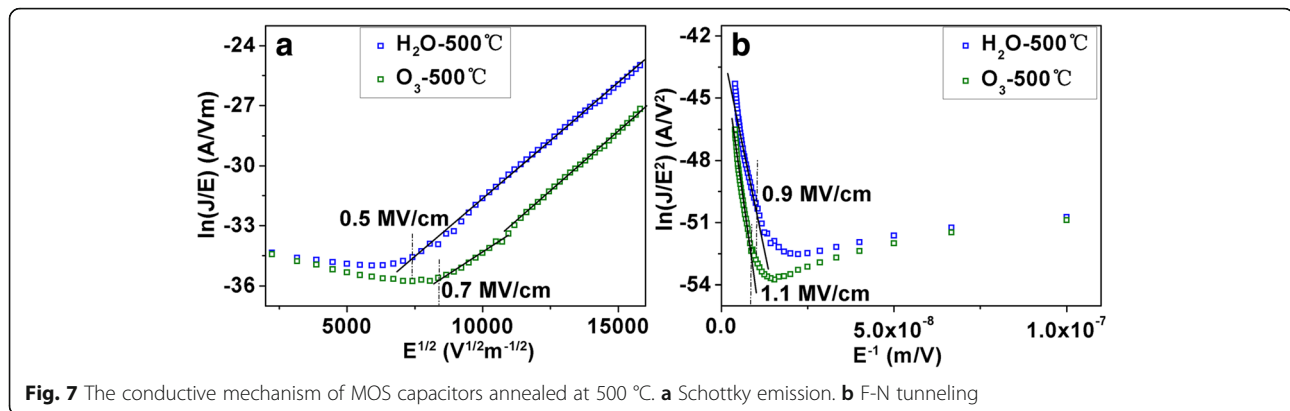 a
H₂O-500℃
O₃-500℃
ln(J/E) (A/Vm)
-24
-27
-30
-33
-36
0.5 MV/cm
0.7 MV/cm
5000
10000
15000
E^1/2 (V^1/2m^-1/2)
b
H₂O-500℃
O₃-500℃
ln(J/E²) (A/V²)
-42
-45
-48
-51
-54
0.9 MV/cm
1.1 MV/cm
0.0
5.0x10⁻⁸
1.0x10⁻⁷
E⁻¹ (m/V)
Fig. 7 The conductive mechanism of MOS capacitors annealed at 500 °C. a Schottky emission. b F-N tunneling